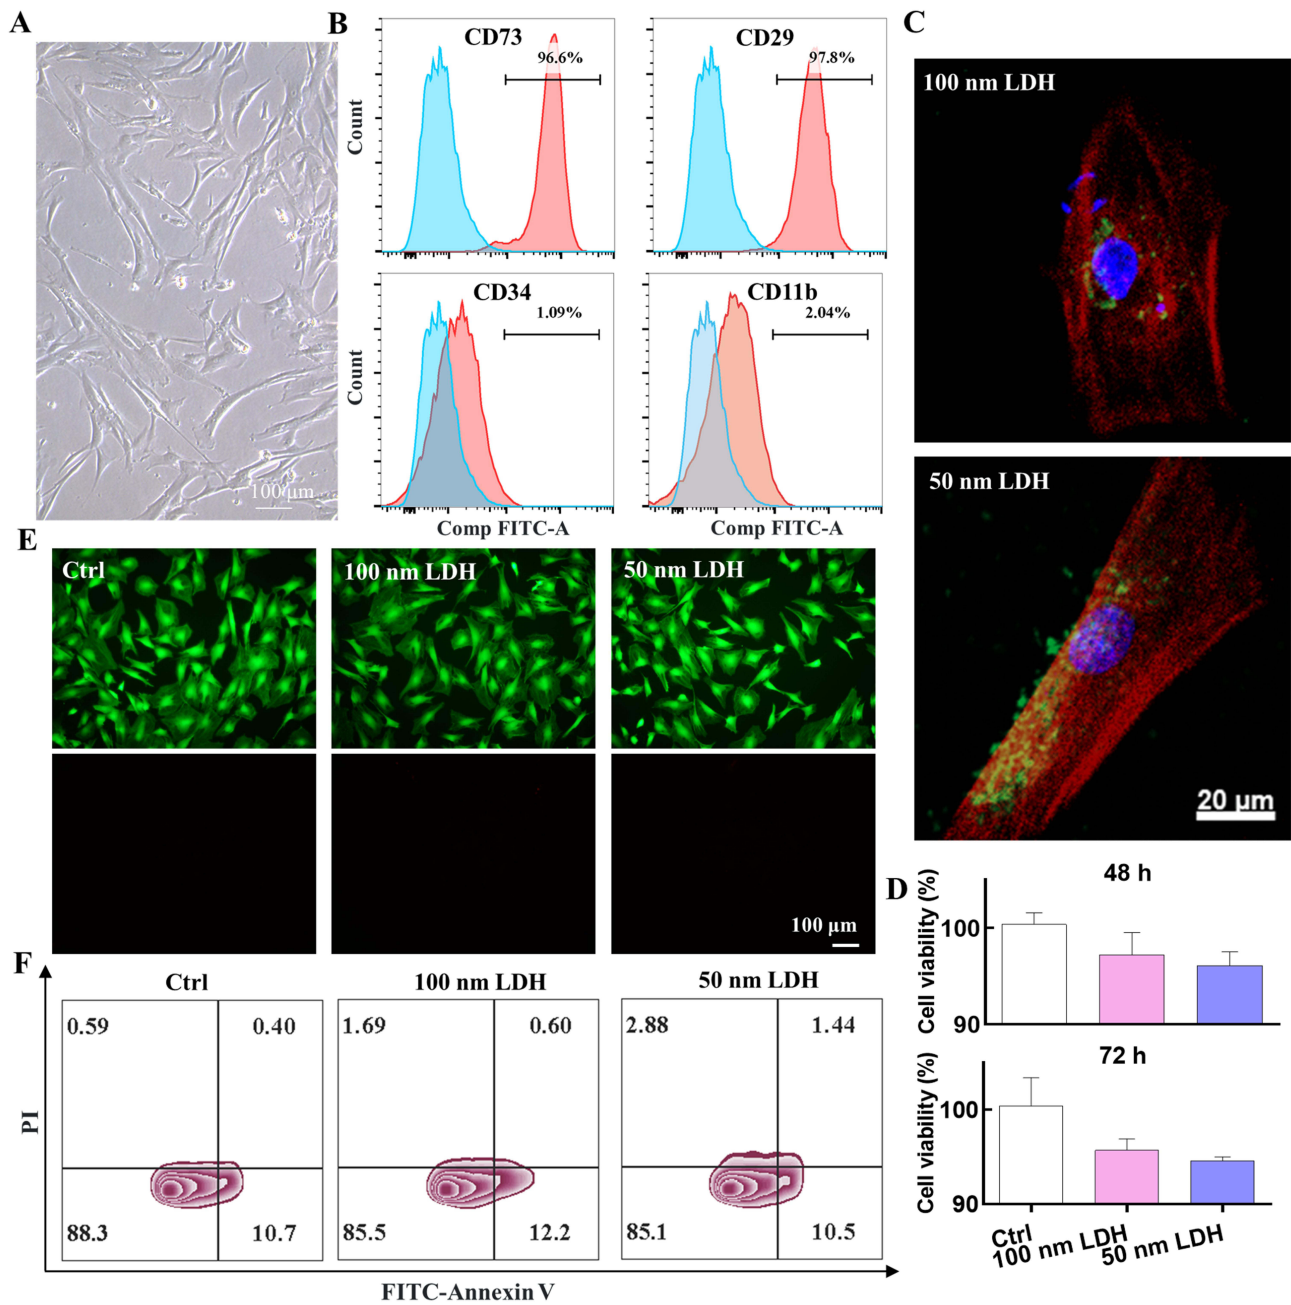 A
100 µm
B
CD73
96.6%
Count
CD29
97.8%
CD34
1.09%
Count
Comp FITC-A
CD11b
2.04%
Comp FITC-A
C
100 nm LDH
50 nm LDH
20 µm
D
48 h
Cell viability (%)
100
90
72 h
Cell viability (%)
100
90
Ctrl
100 nm LDH
50 nm LDH
E
Ctrl
100 nm LDH
50 nm LDH
100 µm
F
Ctrl
100 nm LDH
50 nm LDH
PI
0.59
0.40
88.3
10.7
1.69
0.60
85.5
12.2
2.88
1.44
85.1
10.5
FITC-Annexin V